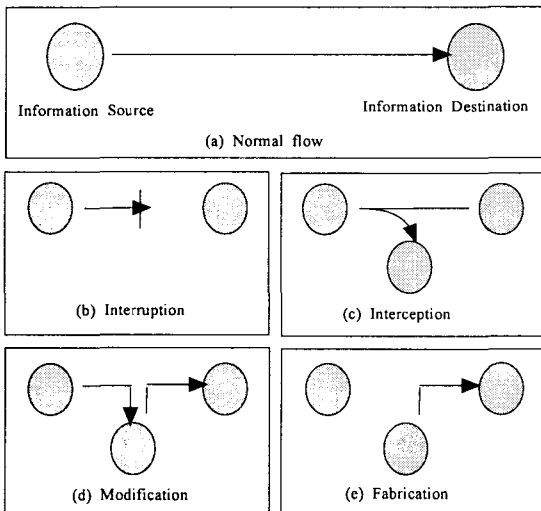 Information Source
Information Destination
(a) Normal flow
(b) Interruption
(c) Interception
(d) Modification
(e) Fabrication